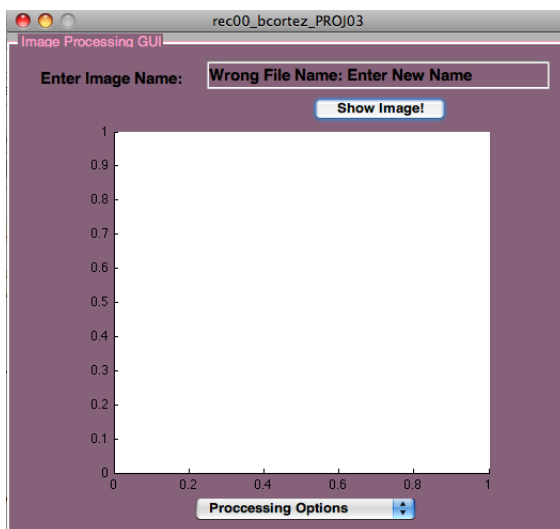 rec00_bcortez_PROJ03
Image Processing GUI
Enter Image Name: Wrong File Name: Enter New Name
Show Image!
1
0.9
0.8
0.7
0.6
0.5
0.4
0.3
0.2
0.1
0
0 0.2 0.4 0.6 0.8 1
Proccessing Options